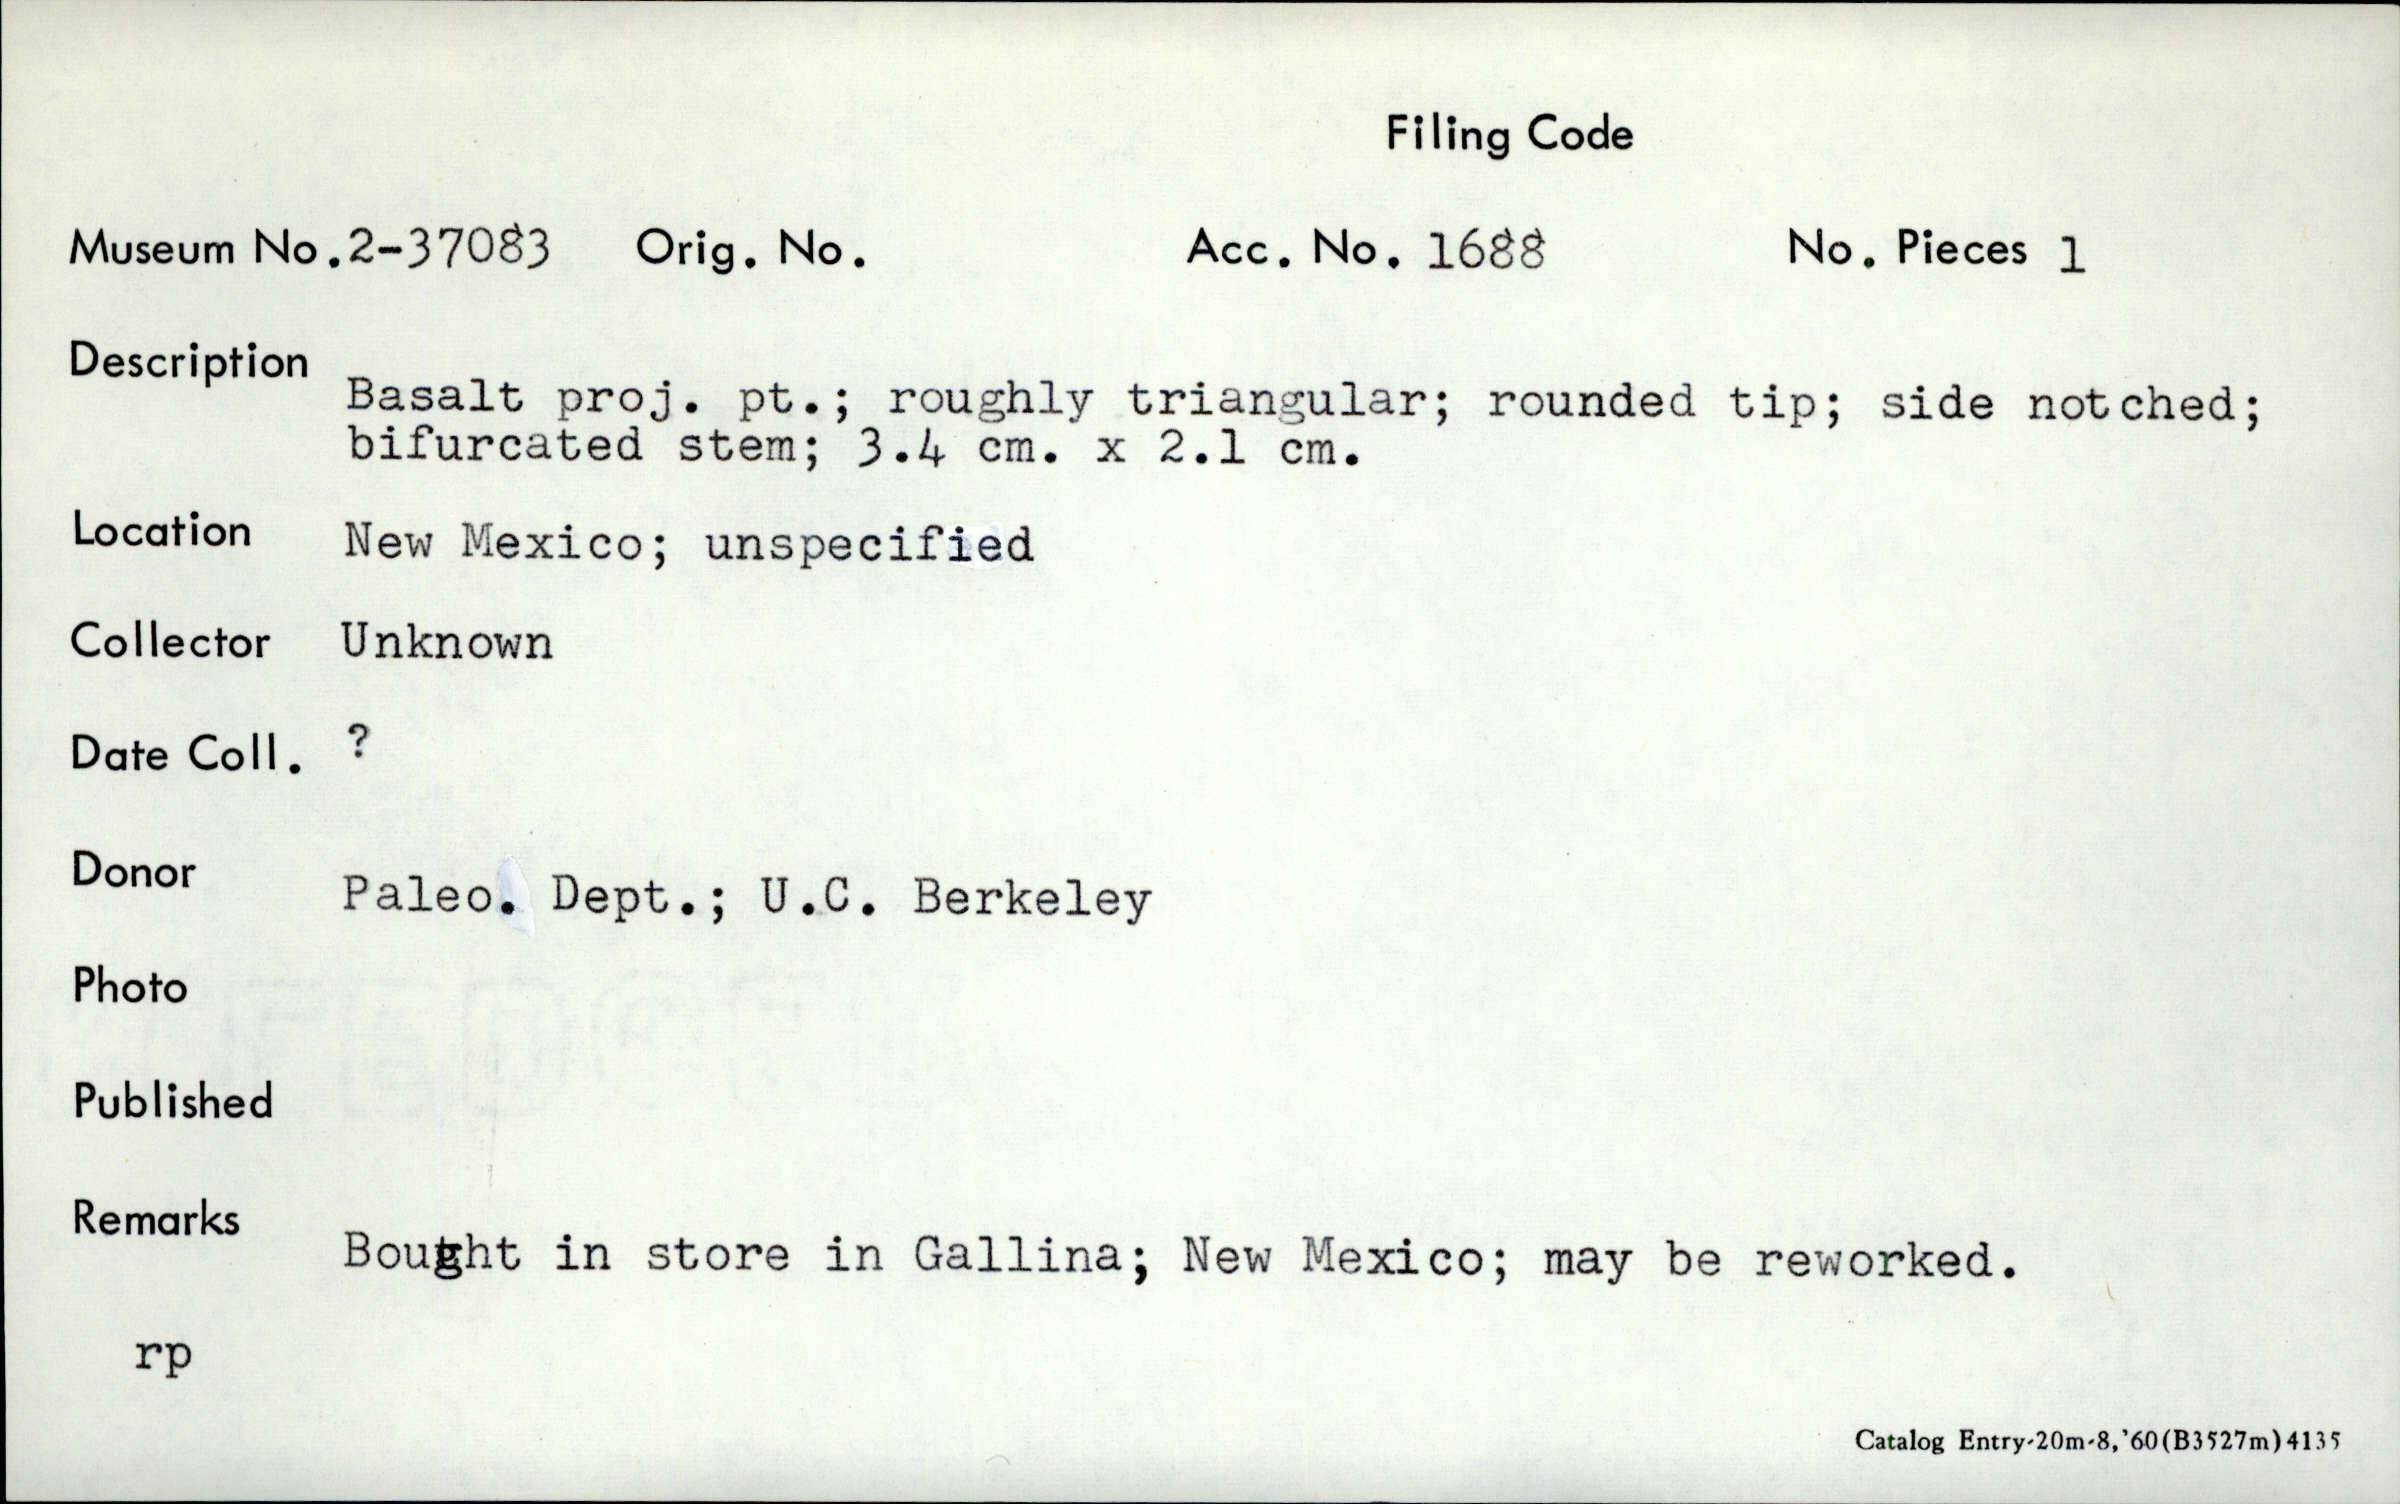 Filing Code
Museum No. 2-37083 Orig. No. Acc. No. 1688 No. Pieces 1
Description
Basalt proj. pt.; roughly triangular; rounded tip; side notched;
bifurcated stem; 3.4 cm. x 2.1 cm.
Location New Mexico; unspecified
Collector Unknown
Date Coll. ?
Donor Paleo. Dept.; U.C. Berkeley
Photo
Published
Remarks
Bought in store in Gallina; New Mexico; may be reworked.
rp
Catalog Entry-20m-8,'60(B3527m)4135